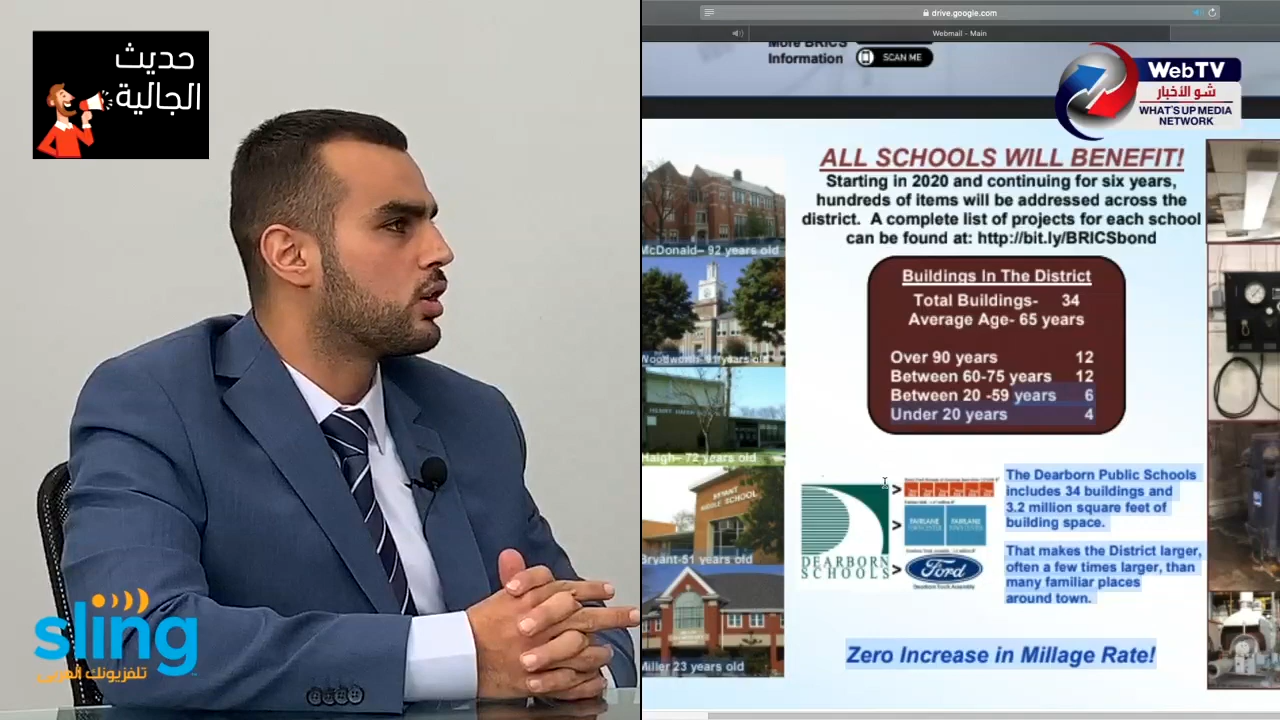 حديث
الجالية
sling
تلفزيونك العربي
drive.google.com
Webmail - Main
More BRICS
Information
SCAN ME
WebTV
شو الأخبار
WHAT'S UP MEDIA
NETWORK
ALL SCHOOLS WILL BENEFIT!
Starting in 2020 and continuing for six years,
hundreds of items will be addressed across the
district. A complete list of projects for each school
can be found at: http://bit.ly/BRICSbond
McDonald– 92 years old
Woodworth- 91 years old
Haigh– 72 years old
BRYANT
MIDDLE SCHOOL
Bryant-51 years old
Miller 23 years old
Buildings In The District
Total Buildings- 34
Average Age- 65 years
Over 90 years 12
Between 60-75 years 12
Between 20 -59 years 6
Under 20 years 4
DEARBORN
SCHOOLS
>
>
>
FAIRLANE FAIRLANE
Ford
Dearborn Truck Assembly
The Dearborn Public Schools
includes 34 buildings and
3.2 million square feet of
building space.
That makes the District larger,
often a few times larger, than
many familiar places
around town.
Zero Increase in Millage Rate!